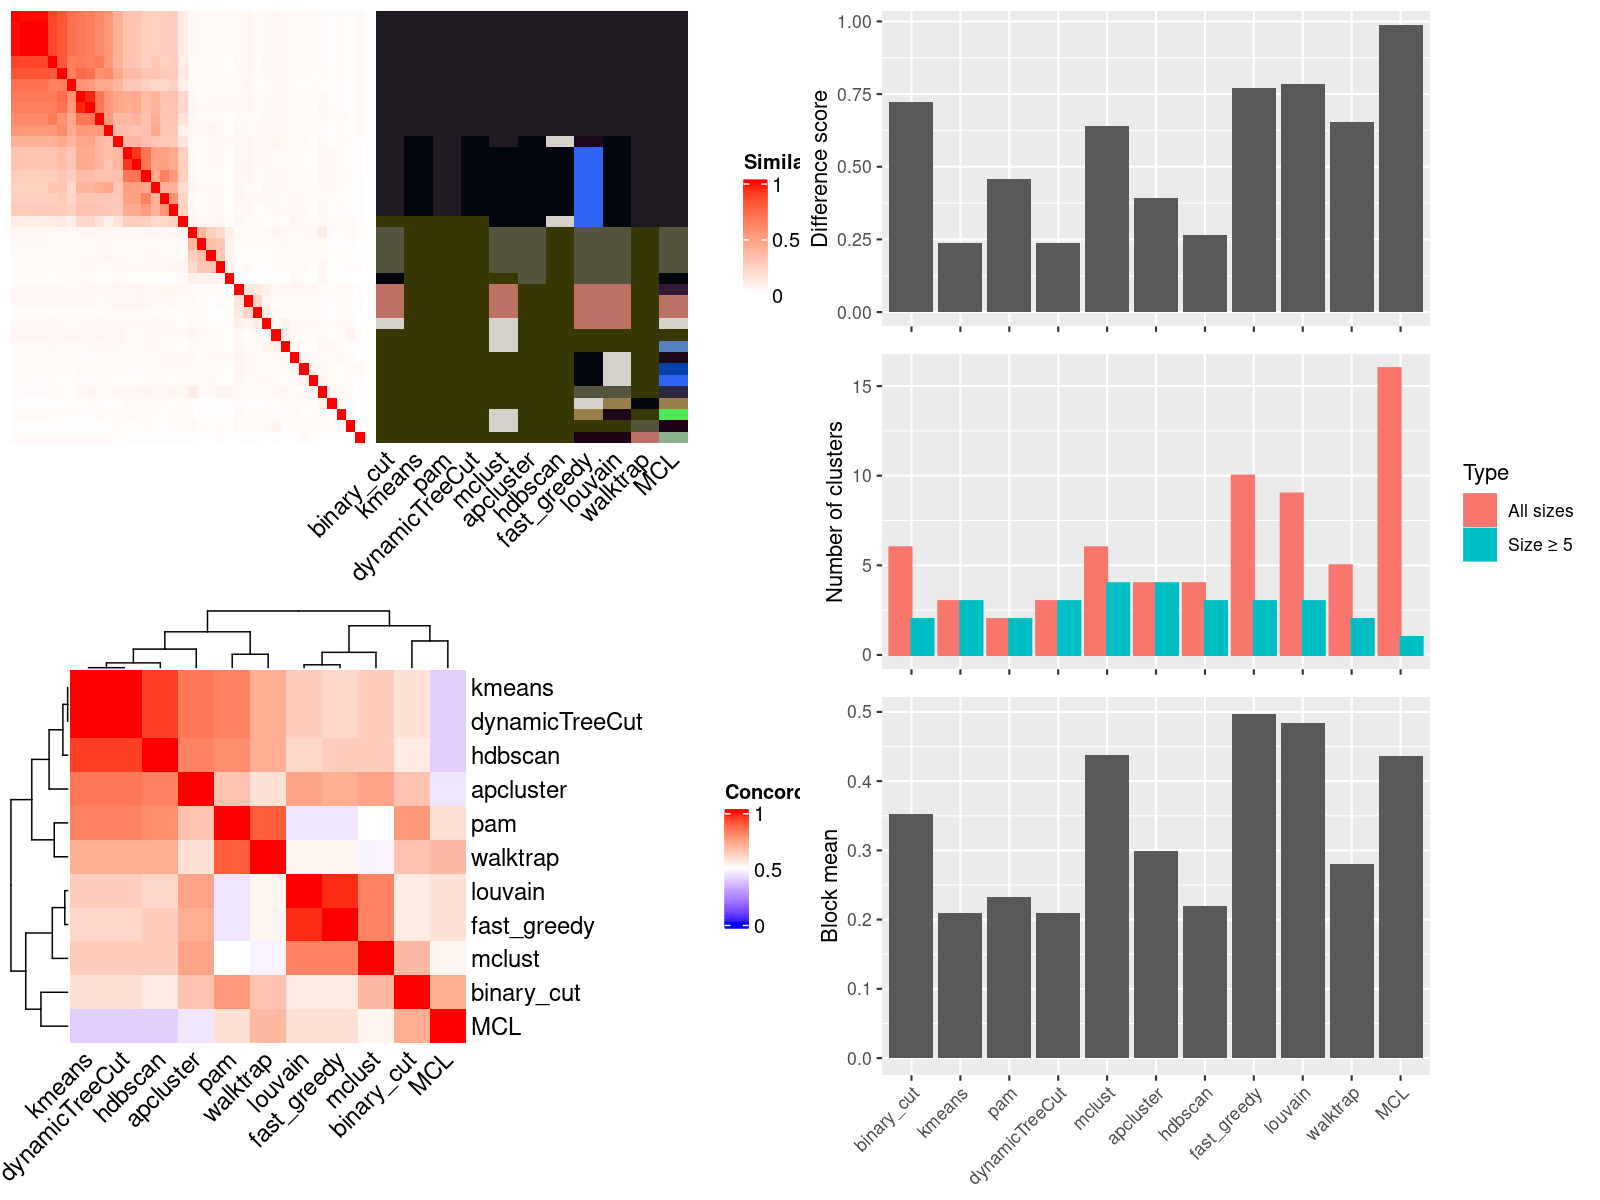 Simila
1
0.5
0
binary_cut
kmeans
pam
dynamicTreeCut
mclust
apcluster
hdbscan
fast_greedy
louvain
walktrap
MCL
kmeans
dynamicTreeCut
hdbscan
apcluster
pam
walktrap
louvain
fast_greedy
mclust
binary_cut
MCL
Concord
1
0.5
0
kmeans
dynamicTreeCut
hdbscan
apcluster
pam
walktrap
louvain
fast_greedy
mclust
binary_cut
MCL
Difference score
1.00
0.75
0.50
0.25
0.00
Number of clusters
15
10
5
0
Type
All sizes
Size ≥ 5
Block mean
0.5
0.4
0.3
0.2
0.1
0.0
binary_cut
kmeans
pam
dynamicTreeCut
mclust
apcluster
hdbscan
fast_greedy
louvain
walktrap
MCL